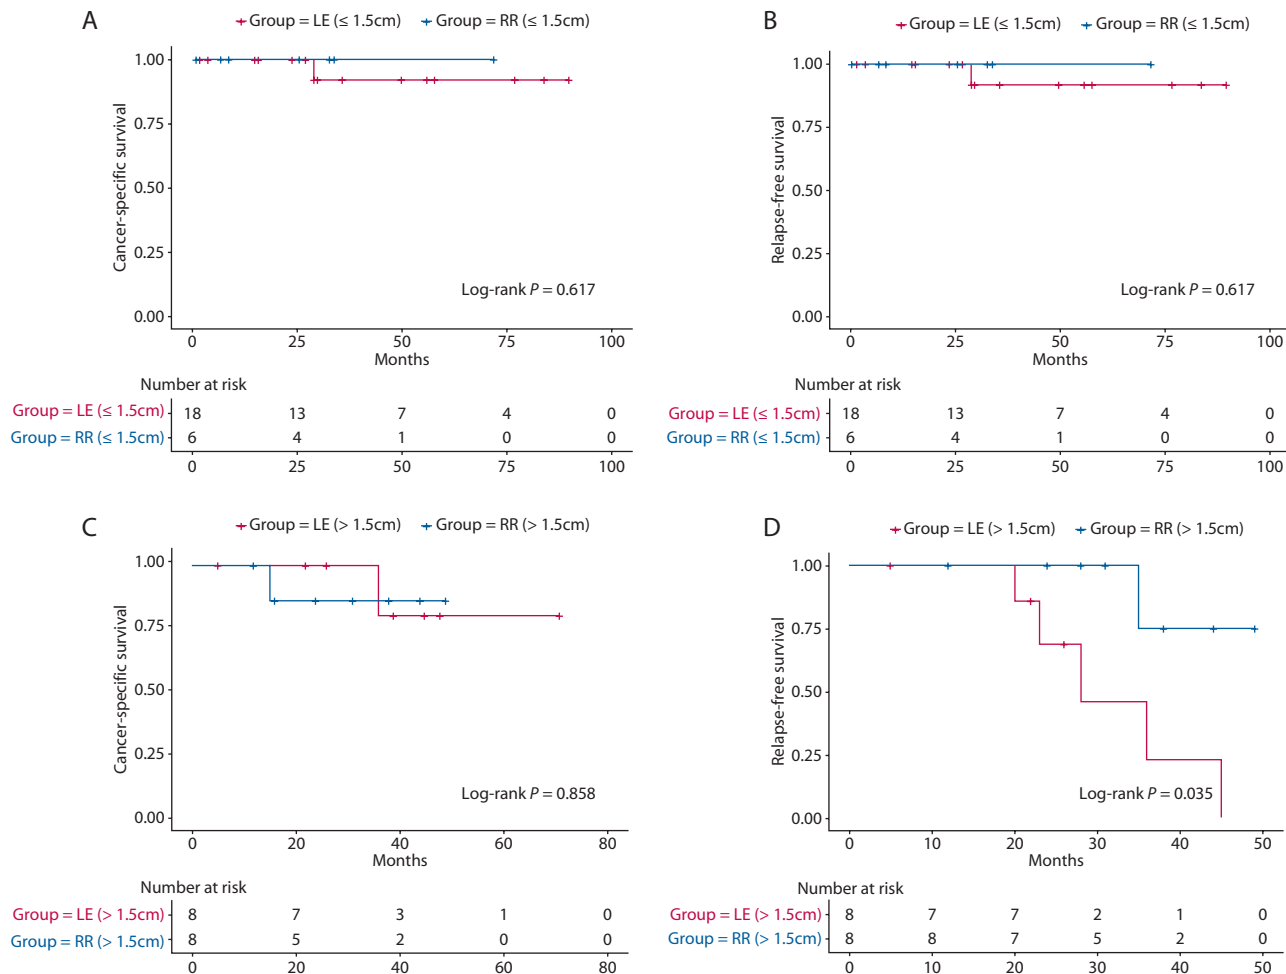 A
Group = LE (≤ 1.5cm) Group = RR (≤ 1.5cm)
1.00
0.75
0.50
0.25
0.00
Cancer-specific survival
Log-rank P = 0.617
0 25 50 75 100
Months
Number at risk
Group = LE (≤ 1.5cm) 18 13 7 4 0
Group = RR (≤ 1.5cm) 6 4 1 0 0
0 25 50 75 100
B
Group = LE (≤ 1.5cm) Group = RR (≤ 1.5cm)
1.00
0.75
0.50
0.25
0.00
Relapse-free survival
Log-rank P = 0.617
0 25 50 75 100
Months
Number at risk
Group = LE (≤ 1.5cm) 18 13 7 4 0
Group = RR (≤ 1.5cm) 6 4 1 0 0
0 25 50 75 100
C
Group = LE (> 1.5cm) Group = RR (> 1.5cm)
1.00
0.75
0.50
0.25
0.00
Cancer-specific survival
Log-rank P = 0.858
0 20 40 60 80
Months
Number at risk
Group = LE (> 1.5cm) 8 7 3 1 0
Group = RR (> 1.5cm) 8 5 2 0 0
0 20 40 60 80
D
Group = LE (> 1.5cm) Group = RR (> 1.5cm)
1.00
0.75
0.50
0.25
0.00
Relapse-free survival
Log-rank P = 0.035
0 10 20 30 40 50
Months
Number at risk
Group = LE (> 1.5cm) 8 7 7 2 1 0
Group = RR (> 1.5cm) 8 8 7 5 2 0
0 10 20 30 40 50